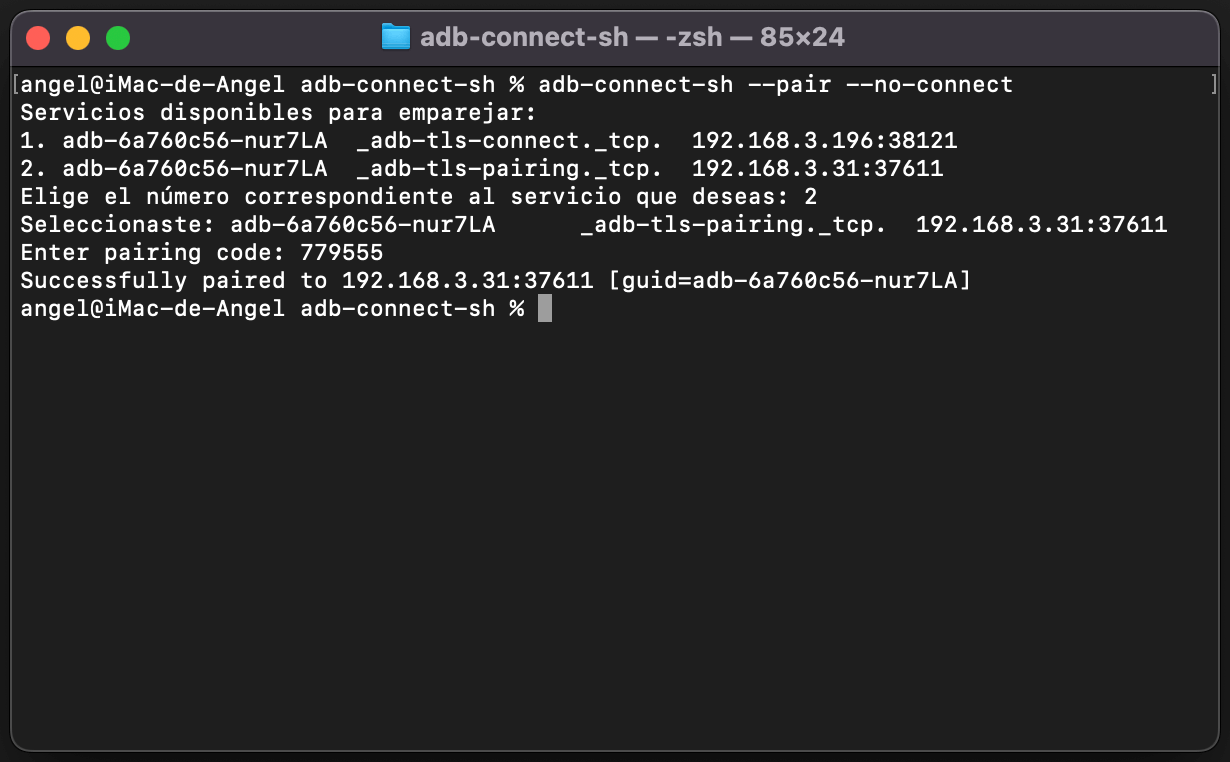 adb-connect-sh — -zsh — 85×24
[angel@iMac-de-Angel adb-connect-sh % adb-connect-sh --pair --no-connect ]
Servicios disponibles para emparejar:
1. adb-6a760c56-nur7LA  _adb-tls-connect._tcp.  192.168.3.196:38121
2. adb-6a760c56-nur7LA  _adb-tls-pairing._tcp.  192.168.3.31:37611
Elige el número correspondiente al servicio que deseas: 2
Seleccionaste: adb-6a760c56-nur7LA      _adb-tls-pairing._tcp.  192.168.3.31:37611
Enter pairing code: 779555
Successfully paired to 192.168.3.31:37611 [guid=adb-6a760c56-nur7LA]
angel@iMac-de-Angel adb-connect-sh %